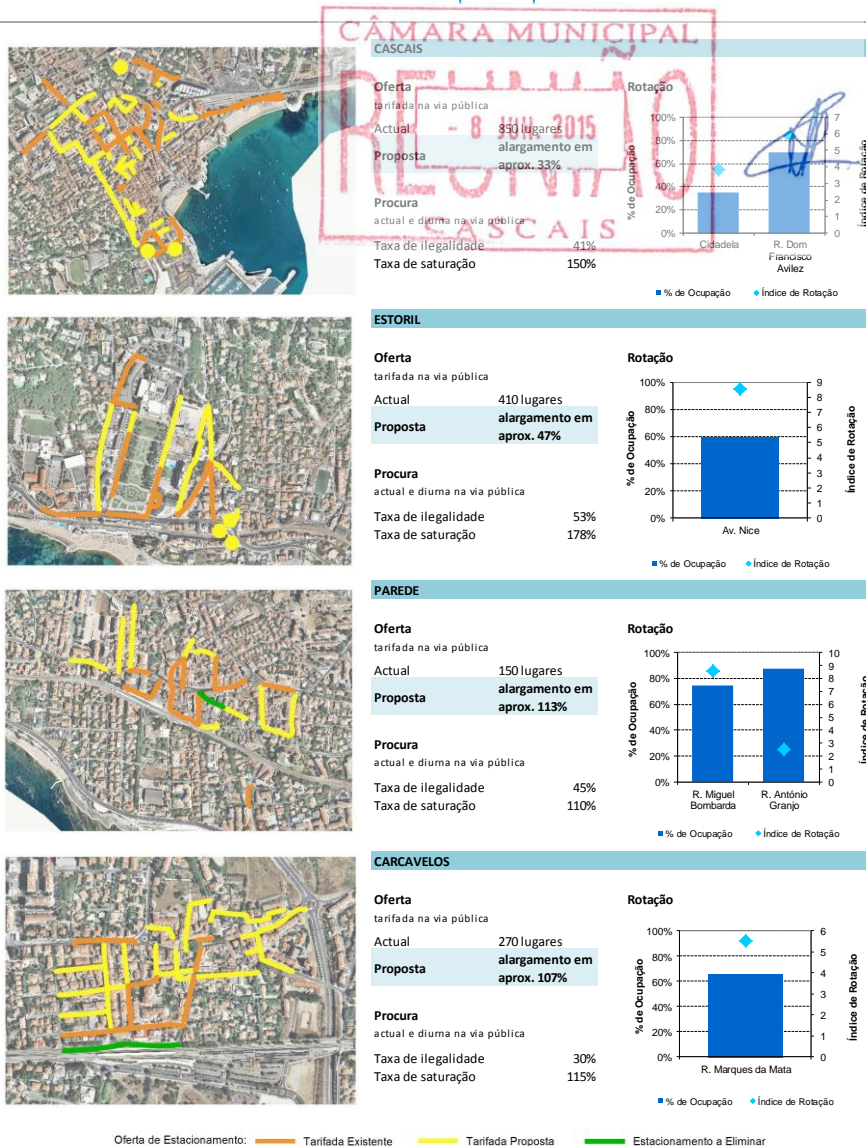 CÂMARA MUNICIPAL
REUNIÃO
- 8 JUN. 2015
CASCAIS
CASCAIS
Oferta
tarifada na via pública
Actual 850 lugares
Proposta alargamento em
aprox. 33%
Procura
actual e diurna na via pública
Taxa de ilegalidade 41%
Taxa de saturação 150%
Rotação
% de Ocupação
100%
80%
60%
40%
20%
0%
7
6
5
4
3
2
1
0
Índice de Rotação
Cidadela
R. Dom
Francisco
Avilez
% de Ocupação Índice de Rotação
ESTORIL
Oferta
tarifada na via pública
Actual 410 lugares
Proposta alargamento em
aprox. 47%
Procura
actual e diurna na via pública
Taxa de ilegalidade 53%
Taxa de saturação 178%
Rotação
% de Ocupação
100%
80%
60%
40%
20%
0%
9
8
7
6
5
4
3
2
1
0
Índice de Rotação
Av. Nice
% de Ocupação Índice de Rotação
PAREDE
Oferta
tarifada na via pública
Actual 150 lugares
Proposta alargamento em
aprox. 113%
Procura
actual e diurna na via pública
Taxa de ilegalidade 45%
Taxa de saturação 110%
Rotação
% de Ocupação
100%
80%
60%
40%
20%
0%
10
9
8
7
6
5
4
3
2
1
0
Índice de Rotação
R. Miguel
Bombarda
R. António
Granjo
% de Ocupação Índice de Rotação
CARCAVELOS
Oferta
tarifada na via pública
Actual 270 lugares
Proposta alargamento em
aprox. 107%
Procura
actual e diurna na via pública
Taxa de ilegalidade 30%
Taxa de saturação 115%
Rotação
% de Ocupação
100%
80%
60%
40%
20%
0%
6
5
4
3
2
1
0
Índice de Rotação
R. Marques da Mata
% de Ocupação Índice de Rotação
Oferta de Estacionamento: Tarifada Existente Tarifada Proposta Estacionamento a Eliminar